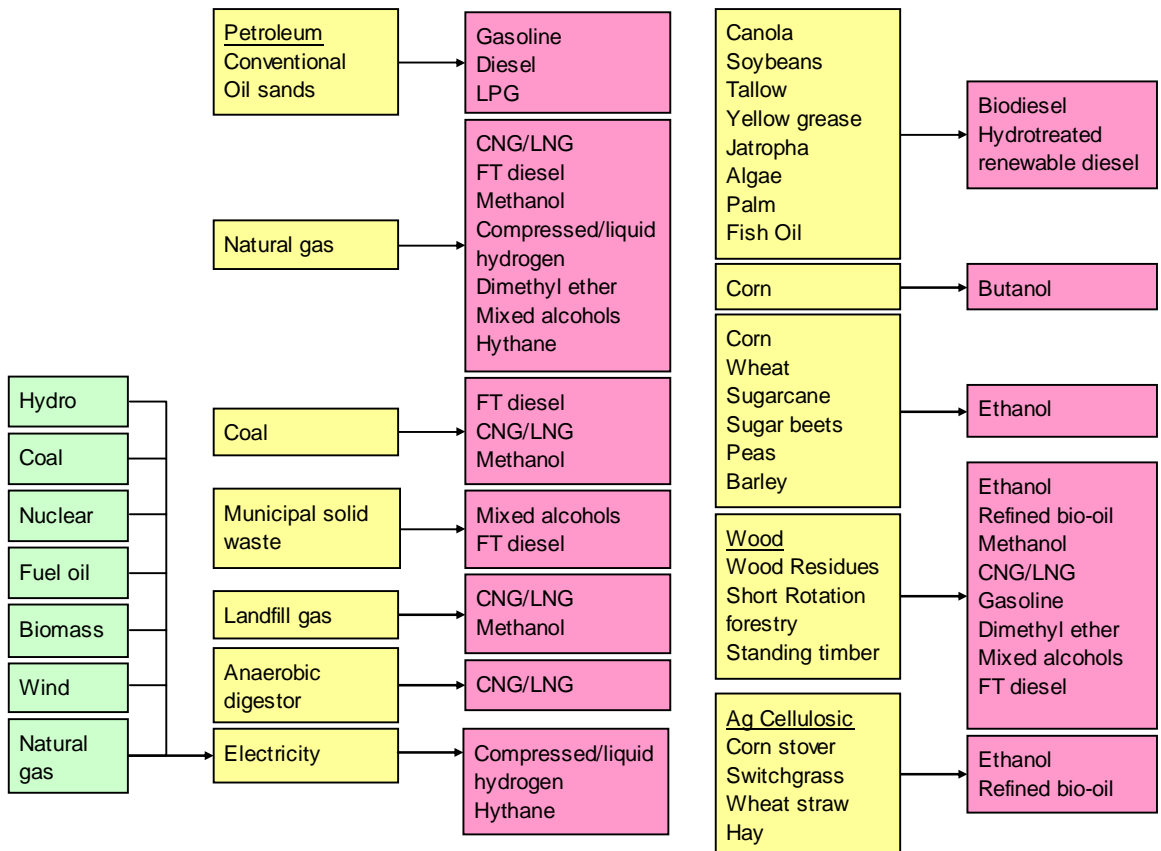 Petroleum
Conventional
Oil sands
Gasoline
Diesel
LPG
Natural gas
CNG/LNG
FT diesel
Methanol
Compressed/liquid
hydrogen
Dimethyl ether
Mixed alcohols
Hythane
Hydro
Coal
Nuclear
Fuel oil
Biomass
Wind
Natural
gas
Coal
FT diesel
CNG/LNG
Methanol
Municipal solid
waste
Mixed alcohols
FT diesel
Landfill gas
CNG/LNG
Methanol
Anaerobic
digestor
CNG/LNG
Electricity
Compressed/liquid
hydrogen
Hythane
Canola
Soybeans
Tallow
Yellow grease
Jatropha
Algae
Palm
Fish Oil
Biodiesel
Hydrotreated
renewable diesel
Corn
Butanol
Corn
Wheat
Sugarcane
Sugar beets
Peas
Barley
Ethanol
Wood
Wood Residues
Short Rotation
forestry
Standing timber
Ethanol
Refined bio-oil
Methanol
CNG/LNG
Gasoline
Dimethyl ether
Mixed alcohols
FT diesel
Ag Cellulosic
Corn stover
Switchgrass
Wheat straw
Hay
Ethanol
Refined bio-oil